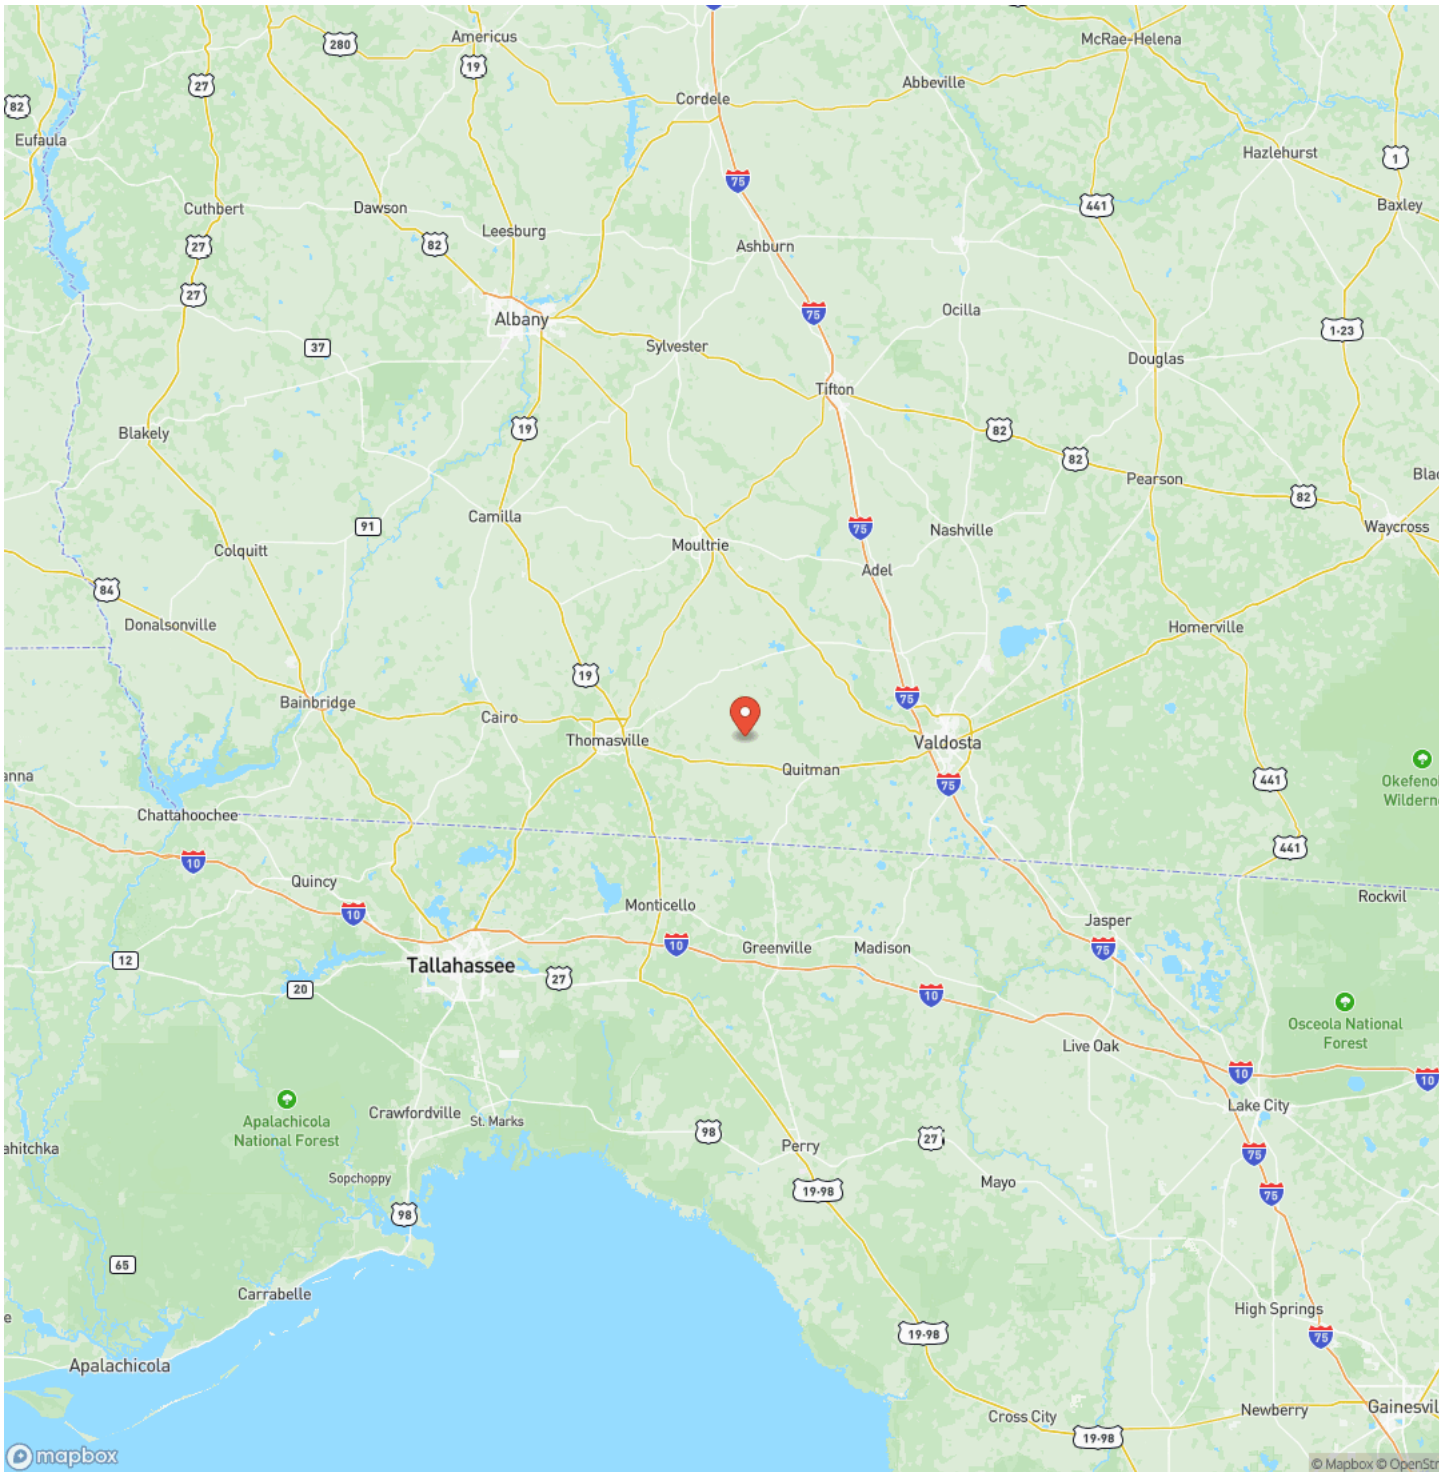 Americus
280
19
McRae-Helena
27
Abbeville
82
Cordele
Eufaula
Hazlehurst
1
75
Cuthbert
Dawson
441
Baxley
Leesburg
82
27
Ashburn
27
Ocilla
75
Albany
1-23
37
Sylvester
Douglas
Tifton
19
82
Blakely
82
Pearson
Blac
82
Camilla
91
75
Nashville
Waycross
Moultrie
Colquitt
Adel
84
Donalsonville
Homerville
19
75
Bainbridge
Cairo
Thomasville
Valdosta
Quitman
anna
75
441
Okefeno
Wilderne
Chattahoochee
441
10
Quincy
10
Monticello
Rockvil
Jasper
10
Greenville
Madison
75
12
Tallahassee
27
20
10
Osceola National
Forest
Live Oak
10
10
Lake City
Apalachicola
National Forest
Crawfordville
St. Marks
98
27
Perry
75
ahitchka
Sopchoppy
Mayo
19-98
75
98
65
Carrabelle
High Springs
e
19-98
75
Apalachicola
Cross City
Newberry
Gainesvil
19-98
mapbox
© Mapbox © OpenStr